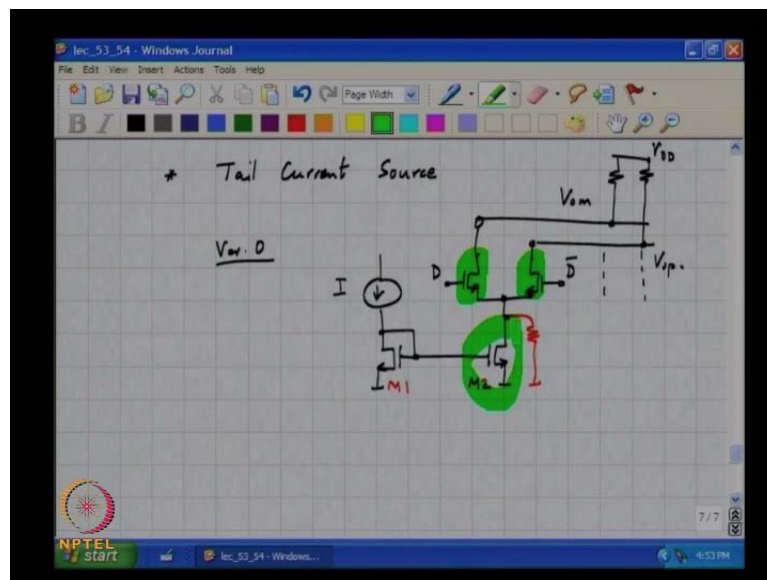 lec_53_54 - Windows Journal
File Edit View Insert Actions Tools Help
Page Width
B I
* Tail Current Source
VDD
Vom
Ver. 0
D
D̅
Vop.
I
M1
M2
7/7
NPTEL
start
lec_53_54 - Windows...
4:53 PM